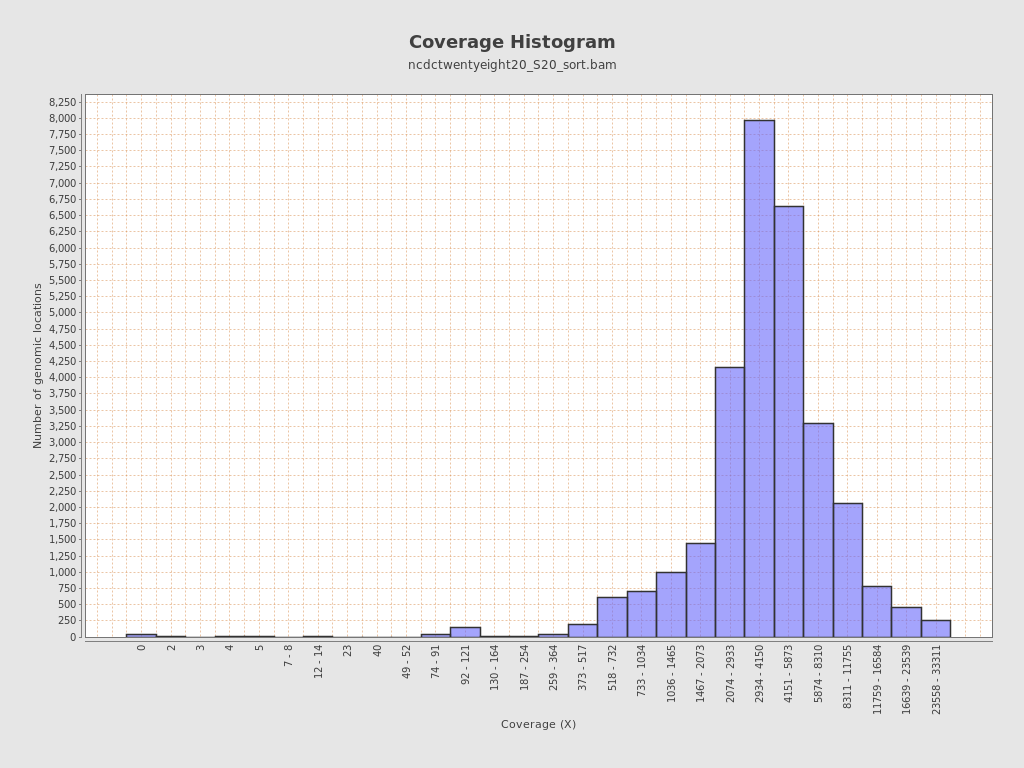 Coverage Histogram
ncdctwentyeight20_S20_sort.bam
Number of genomic locations
8,250
8,000
7,750
7,500
7,250
7,000
6,750
6,500
6,250
6,000
5,750
5,500
5,250
5,000
4,750
4,500
4,250
4,000
3,750
3,500
3,250
3,000
2,750
2,500
2,250
2,000
1,750
1,500
1,250
1,000
750
500
250
0
0
2
3
4
5
7 - 8
12 - 14
23
40
49 - 52
74 - 91
92 - 121
130 - 164
187 - 254
259 - 364
373 - 517
518 - 732
733 - 1034
1036 - 1465
1467 - 2073
2074 - 2933
2934 - 4150
4151 - 5873
5874 - 8310
8311 - 11755
11759 - 16584
16639 - 23539
23558 - 33311
Coverage (X)